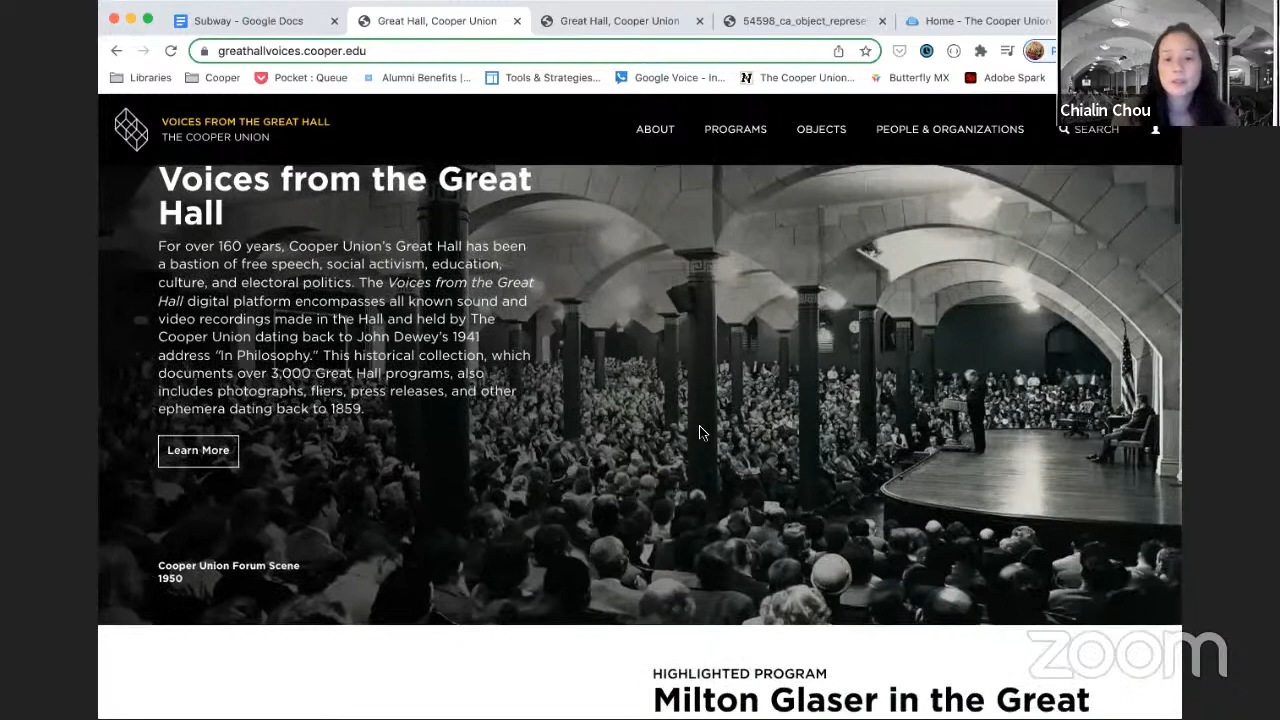 Subway - Google Docs
Great Hall, Cooper Union
Great Hall, Cooper Union
54598_ca_object_represe
Home - The Cooper Union
greathallvoices.cooper.edu
Libraries
Cooper
Pocket : Queue
Alumni Benefits |...
Tools & Strategies...
Google Voice - In...
The Cooper Union...
Butterfly MX
Adobe Spark
Chialin Chou
VOICES FROM THE GREAT HALL
THE COOPER UNION
ABOUT
PROGRAMS
OBJECTS
PEOPLE & ORGANIZATIONS
SEARCH
Voices from the Great
Hall
For over 160 years, Cooper Union's Great Hall has been
a bastion of free speech, social activism, education,
culture, and electoral politics. The Voices from the Great
Hall digital platform encompasses all known sound and
video recordings made in the Hall and held by The
Cooper Union dating back to John Dewey's 1941
address "In Philosophy." This historical collection, which
documents over 3,000 Great Hall programs, also
includes photographs, fliers, press releases, and other
ephemera dating back to 1859.
Learn More
Cooper Union Forum Scene
1950
zoom
HIGHLIGHTED PROGRAM
Milton Glaser in the Great